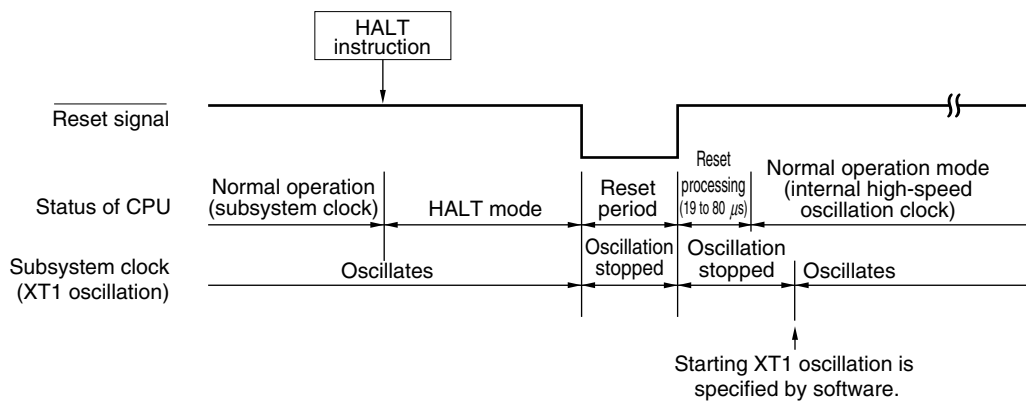 HALT
instruction
Reset signal
Status of CPU
Normal operation
(subsystem clock)
HALT mode
Reset
period
Reset
processing
(19 to 80 μs)
Normal operation mode
(internal high-speed
oscillation clock)
Subsystem clock
(XT1 oscillation)
Oscillates
Oscillation
stopped
Oscillation
stopped
Oscillates
Starting XT1 oscillation is
specified by software.